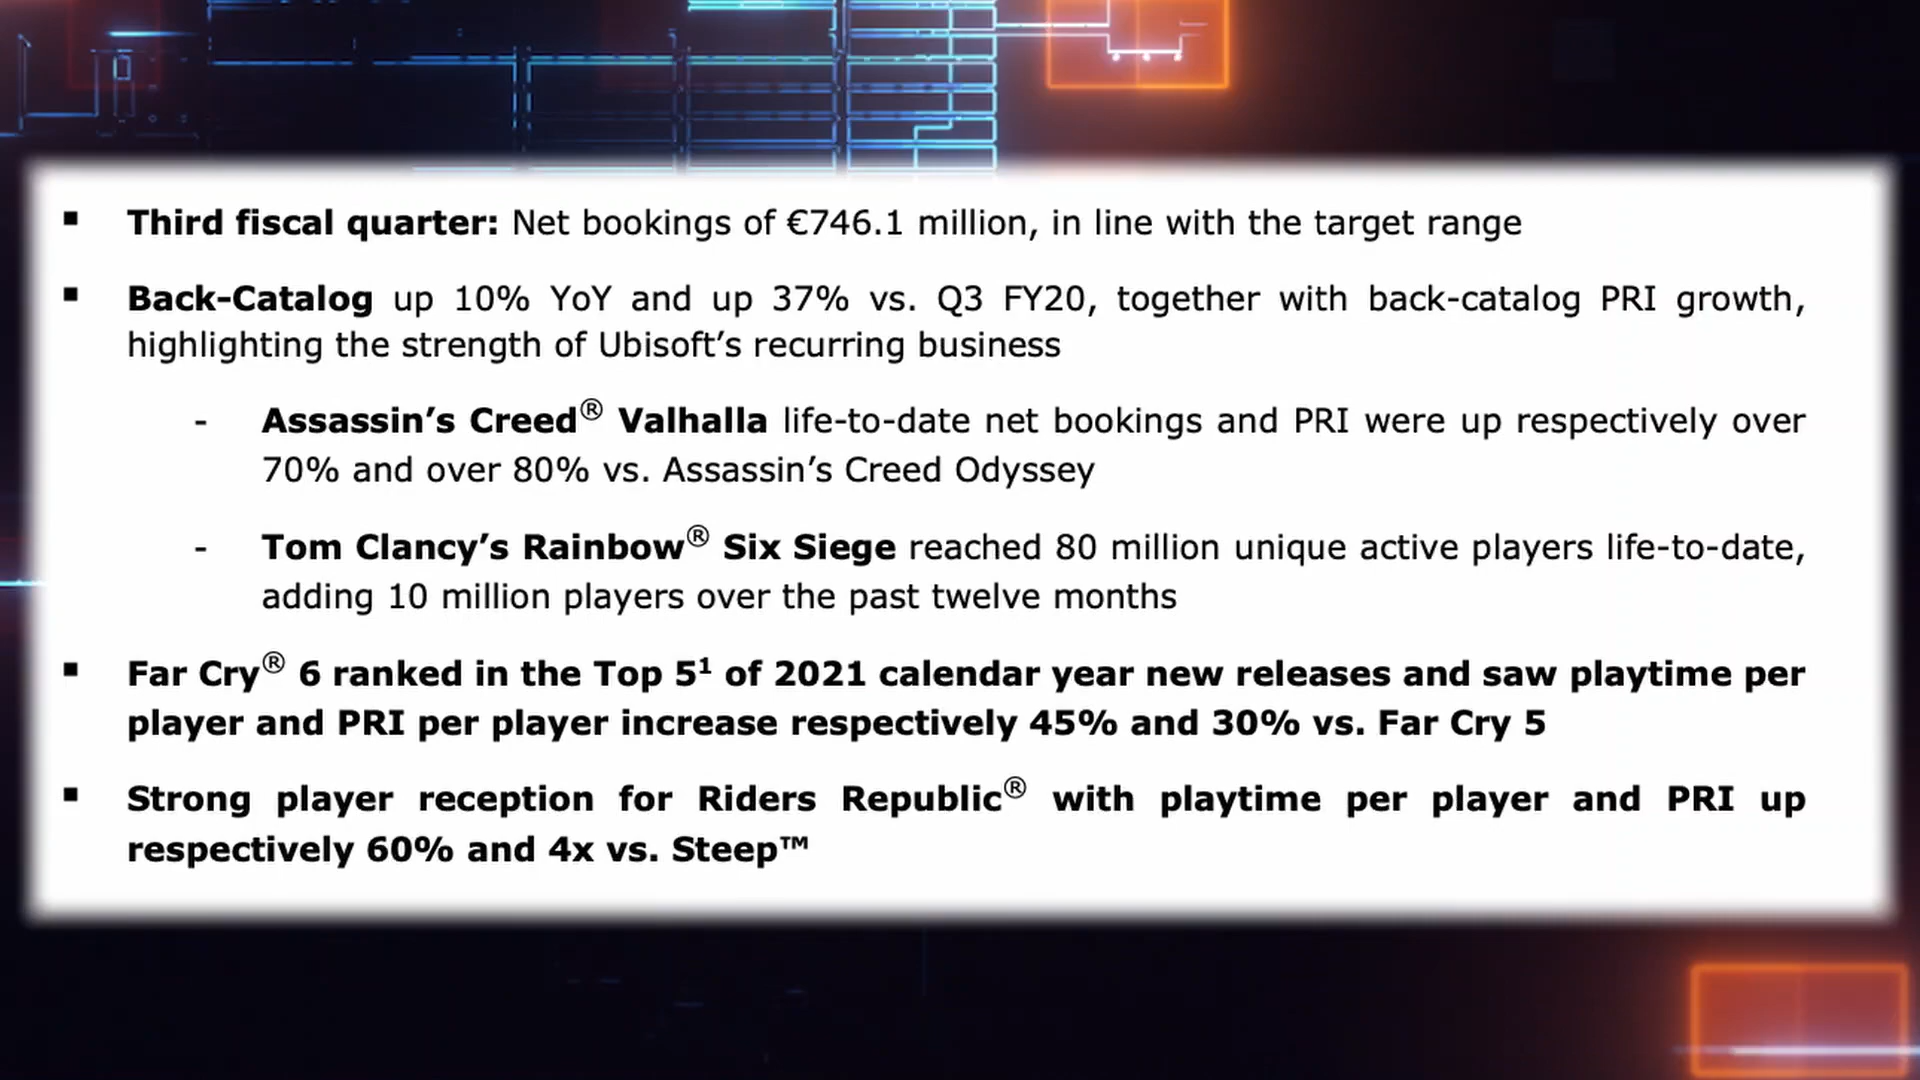 ▪ Third fiscal quarter: Net bookings of €746.1 million, in line with the target range
▪ Back-Catalog up 10% YoY and up 37% vs. Q3 FY20, together with back-catalog PRI growth,
highlighting the strength of Ubisoft’s recurring business
- Assassin’s Creed® Valhalla life-to-date net bookings and PRI were up respectively over
70% and over 80% vs. Assassin’s Creed Odyssey
- Tom Clancy’s Rainbow® Six Siege reached 80 million unique active players life-to-date,
adding 10 million players over the past twelve months
▪ Far Cry® 6 ranked in the Top 5¹ of 2021 calendar year new releases and saw playtime per
player and PRI per player increase respectively 45% and 30% vs. Far Cry 5
▪ Strong player reception for Riders Republic® with playtime per player and PRI up
respectively 60% and 4x vs. Steep™